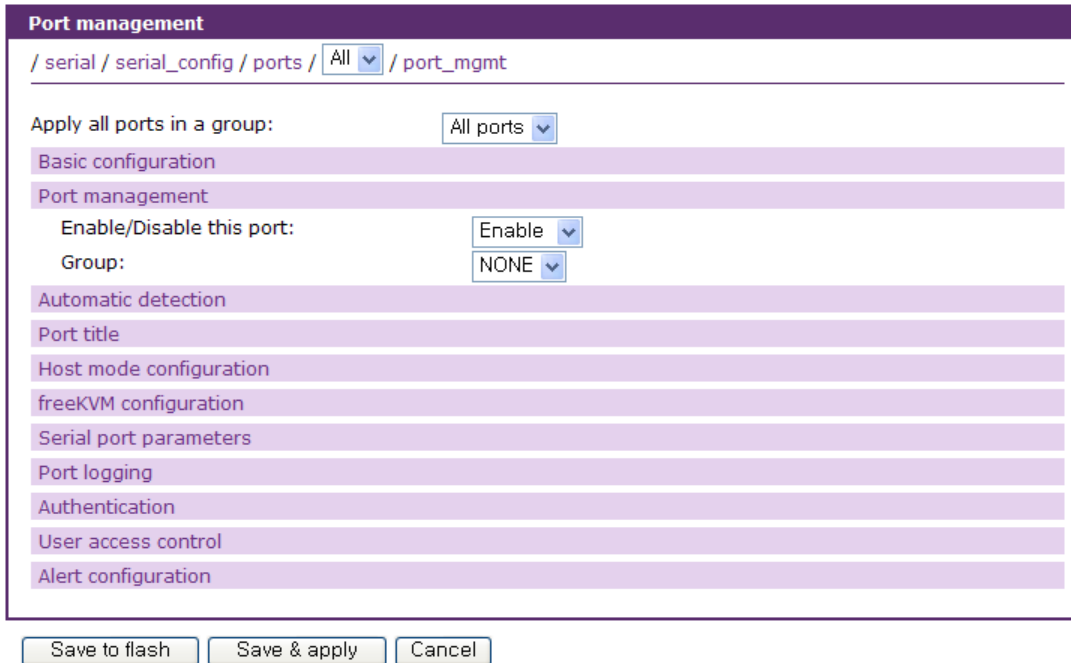 Port management
/ serial / serial_config / ports / All / port_mgmt
Apply all ports in a group: All ports
Basic configuration
Port management
Enable/Disable this port: Enable
Group: NONE
Automatic detection
Port title
Host mode configuration
freeKVM configuration
Serial port parameters
Port logging
Authentication
User access control
Alert configuration
Save to flash Save & apply Cancel